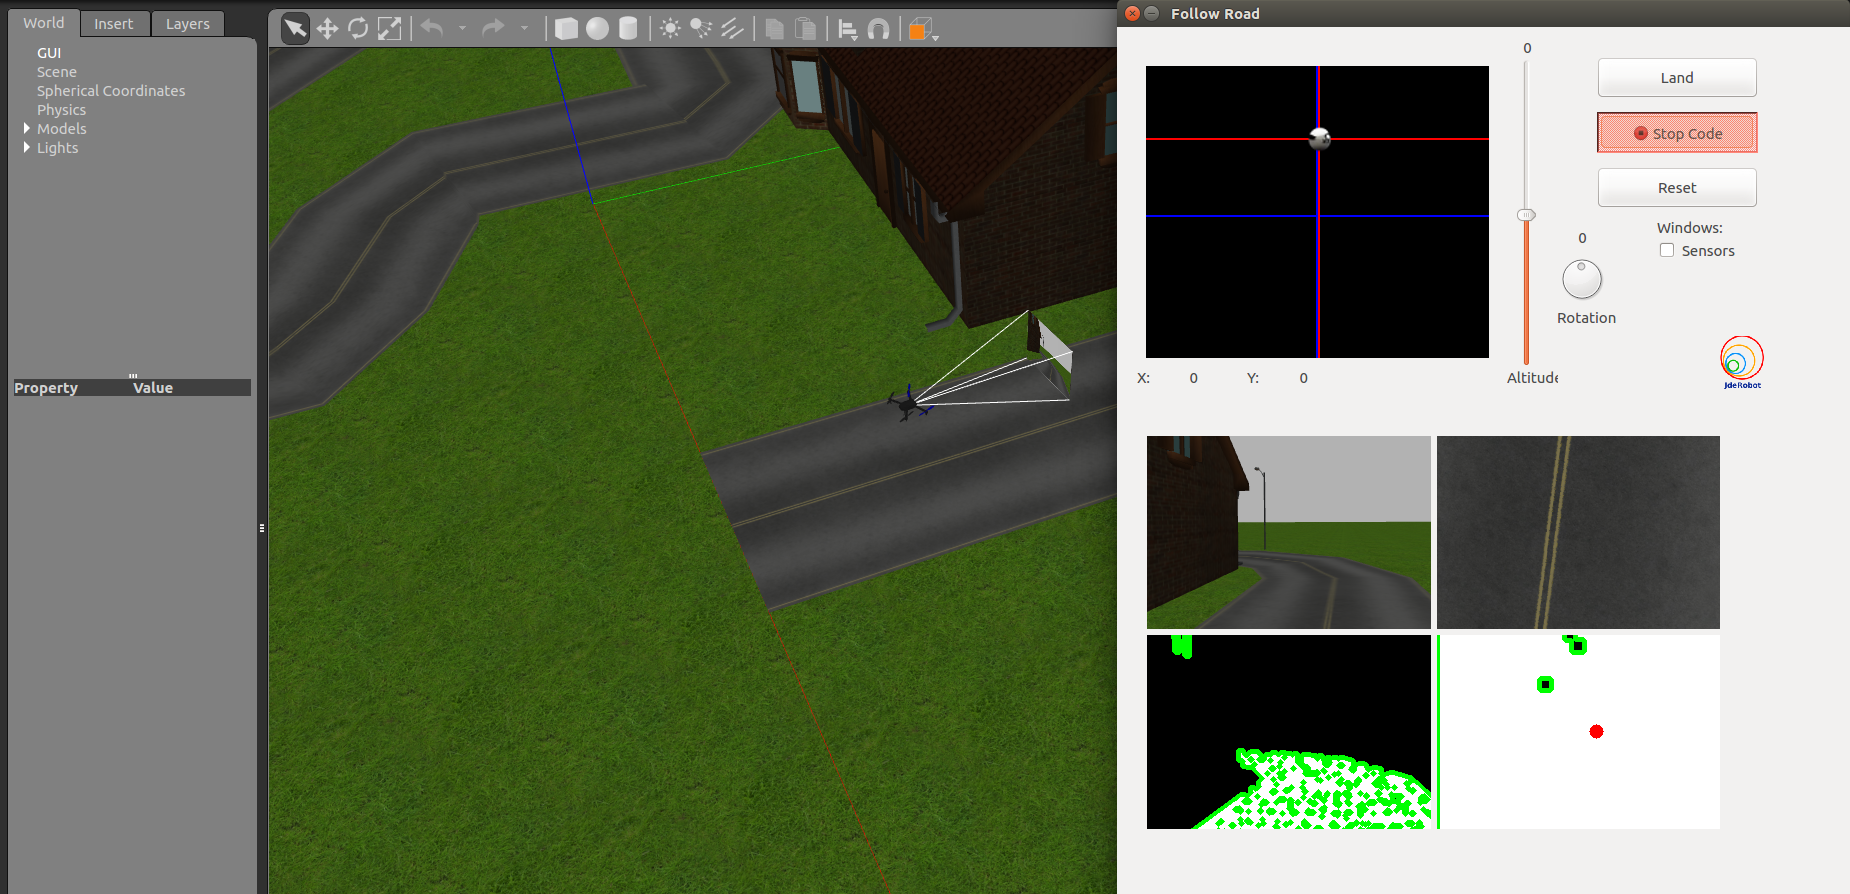 World
Insert
Layers
GUI
Scene
Spherical Coordinates
Physics
Models
Lights
Property Value
Follow Road
0
Land
Stop Code
Reset
Windows:
Sensors
0
Rotation
Altitude
X: 0 Y: 0
JdeRobot